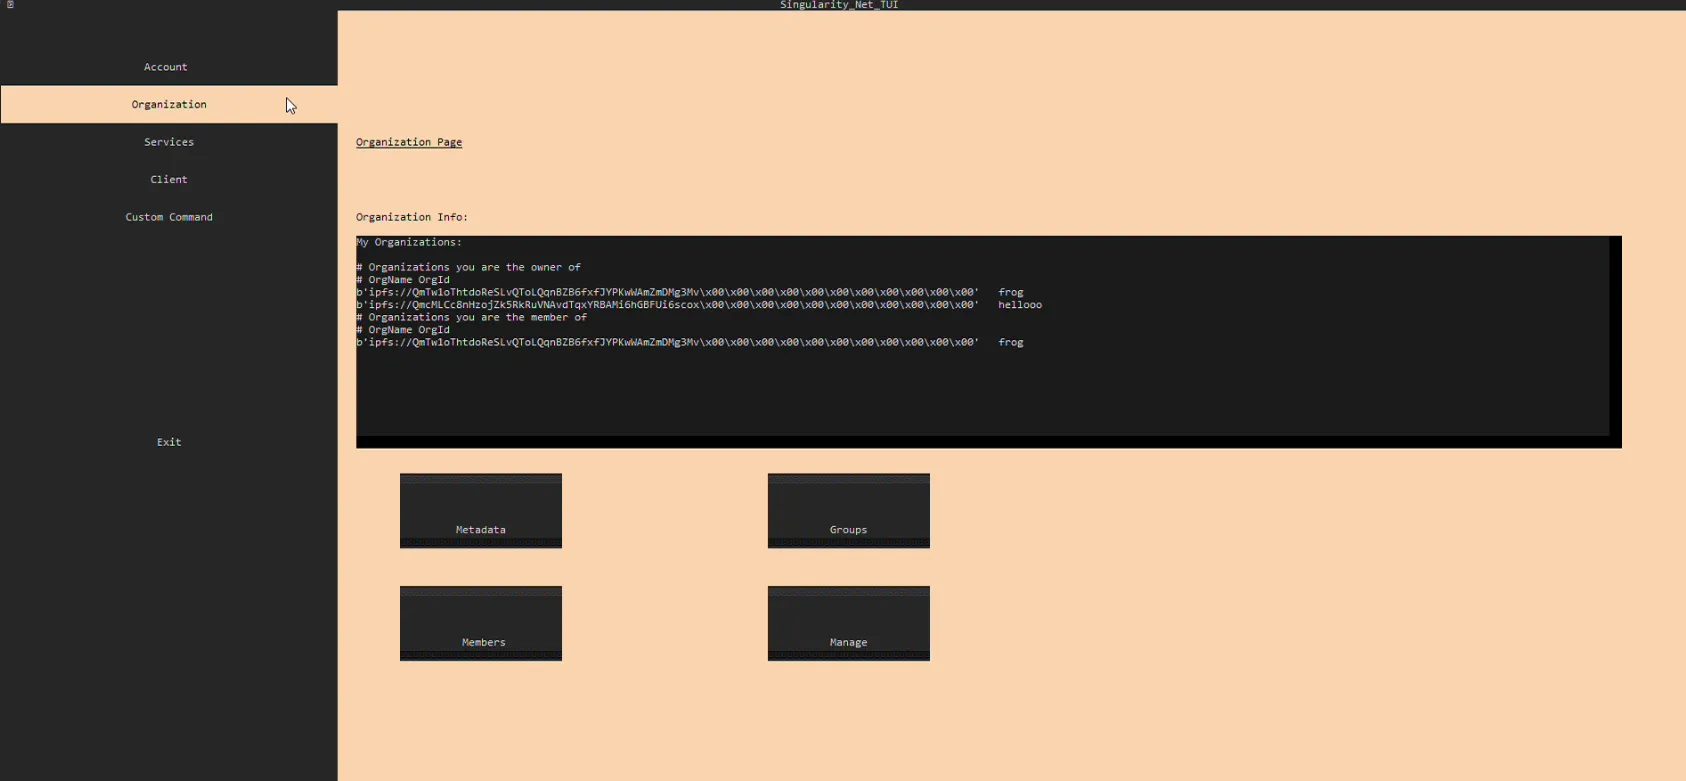 Singularity_Net_TUI
Account
Organization
Services
Client
Custom Command
Exit
Organization Page
Organization Info:
My Organizations:
# Organizations you are the owner of
# OrgName OrgId
b'ipfs://QmTw1oThtdoReSLvQToLQqnBZB6fxfJYPKwWAmZmDMg3Mv\x00\x00\x00\x00\x00\x00\x00\x00\x00\x00\x00' frog
b'ipfs://QmcMLCc8nHzojZk5RkRuVNAvdTqxYRBAMi6hGBFUi6scox\x00\x00\x00\x00\x00\x00\x00\x00\x00\x00\x00' hellooo
# Organizations you are the member of
# OrgName OrgId
b'ipfs://QmTw1oThtdoReSLvQToLQqnBZB6fxfJYPKwWAmZmDMg3Mv\x00\x00\x00\x00\x00\x00\x00\x00\x00\x00\x00' frog
Metadata
Groups
Members
Manage